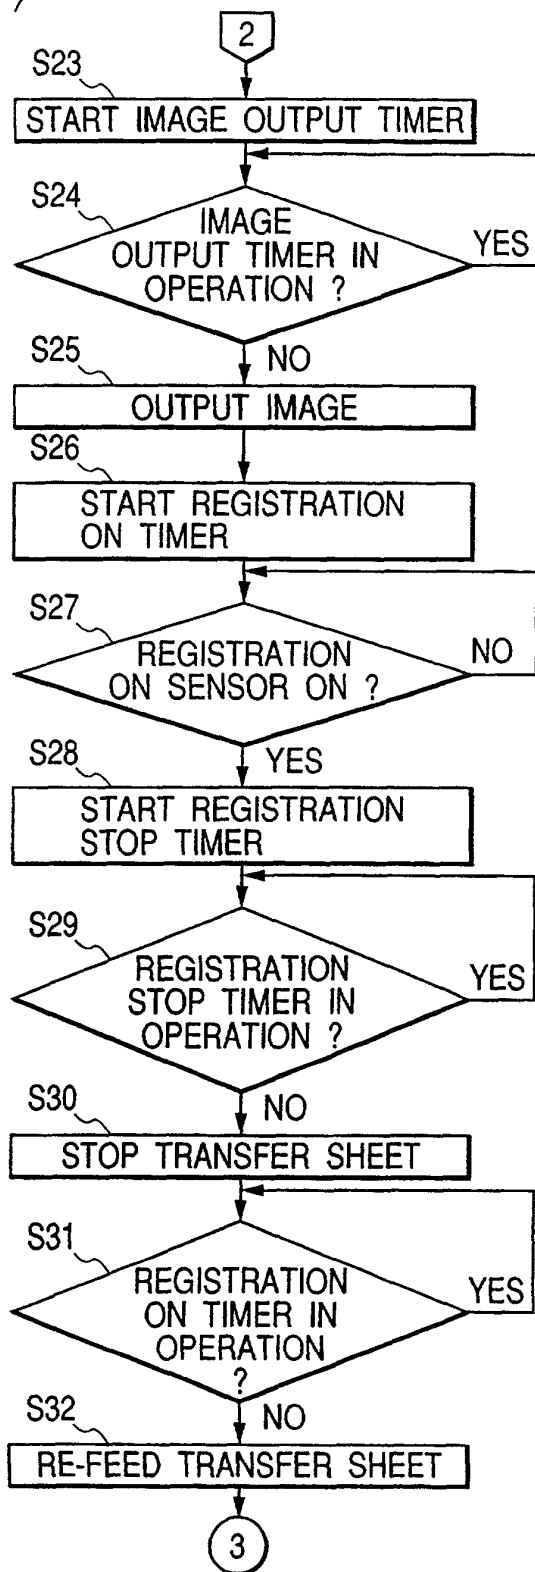 2
S23
START IMAGE OUTPUT TIMER
S24
IMAGE
OUTPUT TIMER IN
OPERATION ?
YES
NO
S25
OUTPUT IMAGE
S26
START REGISTRATION
ON TIMER
S27
REGISTRATION
ON SENSOR ON ?
NO
YES
S28
START REGISTRATION
STOP TIMER
S29
REGISTRATION
STOP TIMER IN
OPERATION ?
YES
NO
S30
STOP TRANSFER SHEET
S31
REGISTRATION
ON TIMER IN
OPERATION
?
YES
NO
S32
RE-FEED TRANSFER SHEET
3